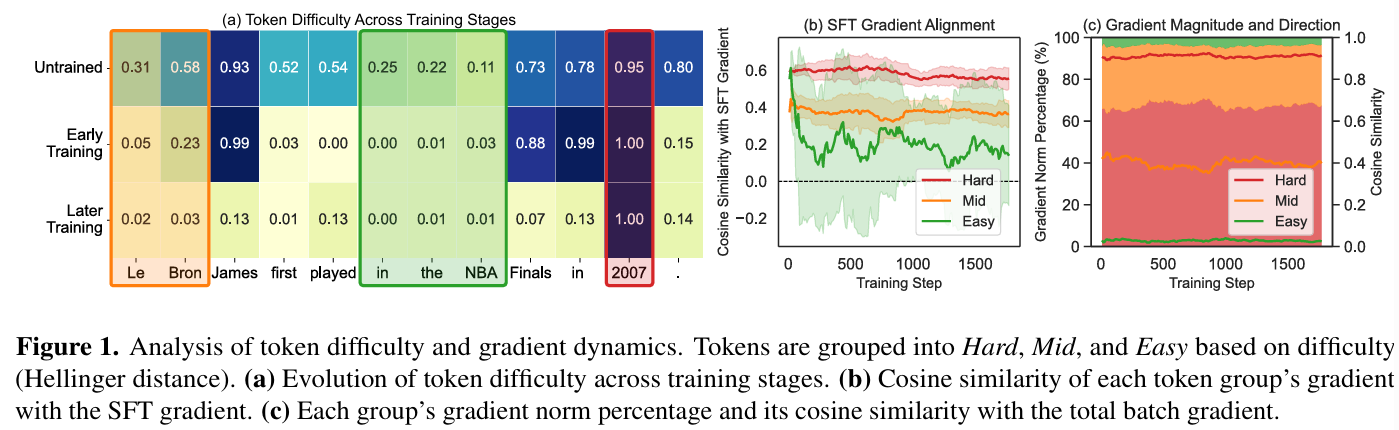 (a) Token Difficulty Across Training Stages
Untrained 0.31 0.58 0.93 0.52 0.54 0.25 0.22 0.11 0.73 0.78 0.95 0.80
Early
Training 0.05 0.23 0.99 0.03 0.00 0.00 0.01 0.03 0.88 0.99 1.00 0.15
Later
Training 0.02 0.03 0.13 0.01 0.13 0.00 0.01 0.01 0.07 0.13 1.00 0.14
Le Bron James first played in the NBA Finals in 2007 .
(b) SFT Gradient Alignment
Cosine Similarity with SFT Gradient
0.6
0.4
0.2
0.0
−0.2
Hard
Mid
Easy
0 500 1000 1500
Training Step
(c) Gradient Magnitude and Direction
Gradient Norm Percentage (%)
100
80
60
40
20
0
Hard
Mid
Easy
1.0
0.8
0.6
0.4
0.2
0.0
Cosine Similarity
0 500 1000 1500
Training Step
Figure 1. Analysis of token difficulty and gradient dynamics. Tokens are grouped into Hard, Mid, and Easy based on difficulty
(Hellinger distance). (a) Evolution of token difficulty across training stages. (b) Cosine similarity of each token group's gradient
with the SFT gradient. (c) Each group's gradient norm percentage and its cosine similarity with the total batch gradient.